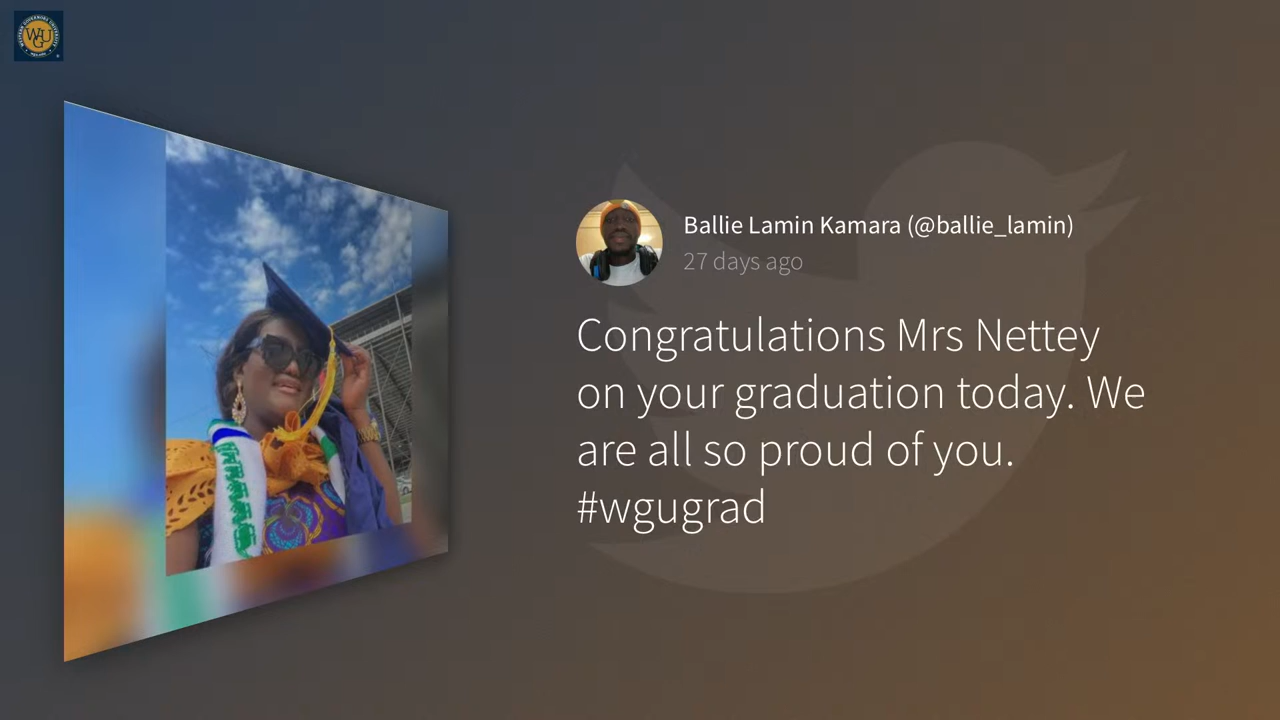 WGU
Ballie Lamin Kamara (@ballie_lamin)
27 days ago
Congratulations Mrs Nettey
on your graduation today. We
are all so proud of you.
#wgugrad